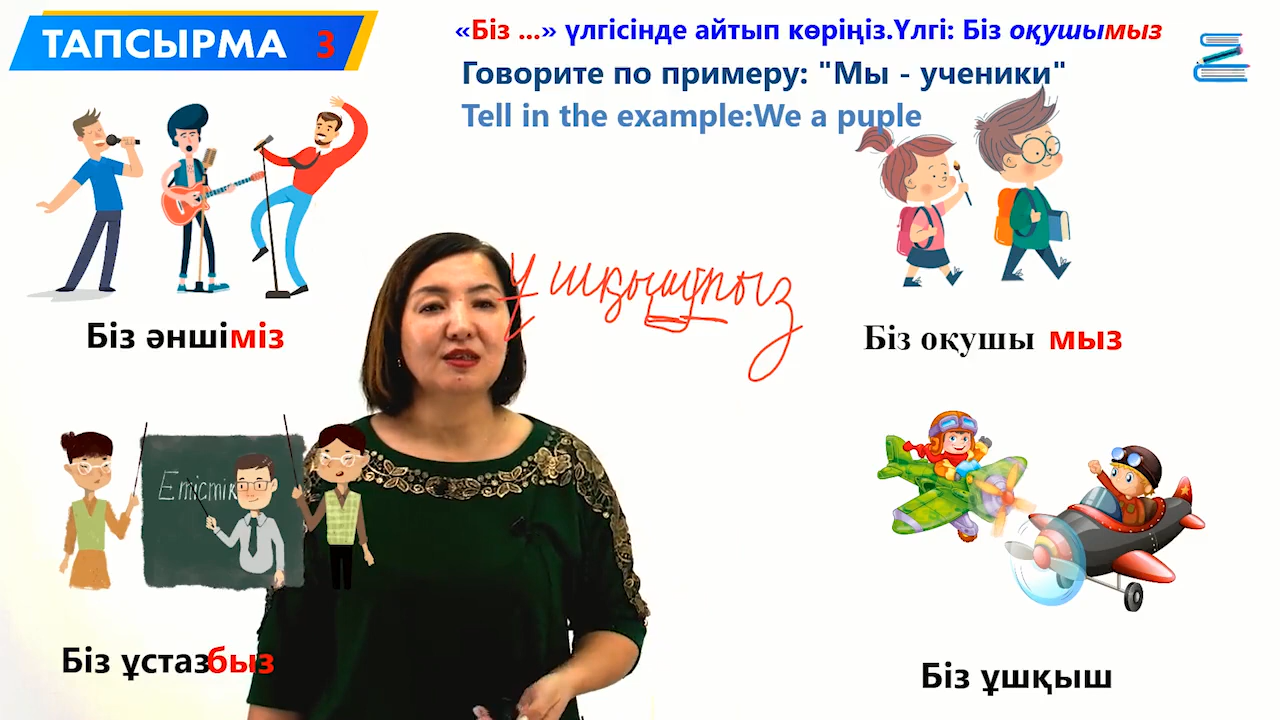 ТАПСЫРМА 3
«Біз ...» үлгісінде айтып көріңіз.Үлгі: Біз оқушымыз
Говорите по примеру: "Мы - ученики"
Tell in the example:We a puple
Біз әншіміз
Біз оқушы мыз
Етістік
Біз ұстазбыз
Біз ұшқыш